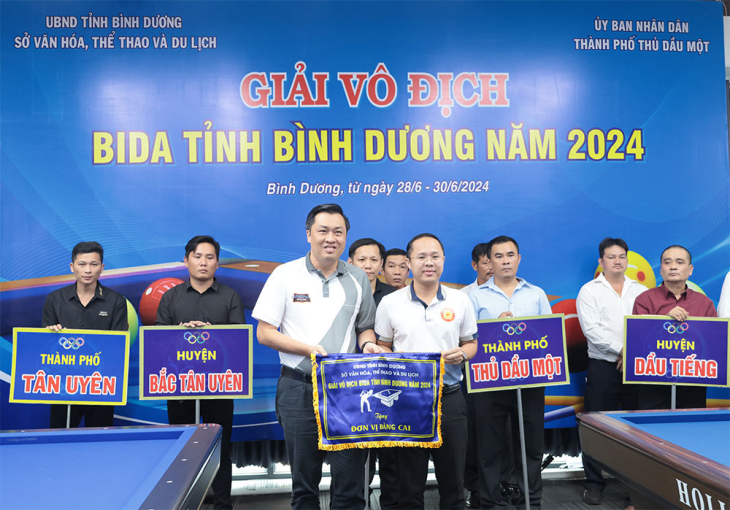 UBND TỈNH BÌNH DƯƠNG
SỞ VĂN HÓA, THỂ THAO VÀ DU LỊCH
ỦY BAN NHÂN DÂN
THÀNH PHỐ THỦ DẦU MỘT
GIẢI VÔ ĐỊCH
BIDA TỈNH BÌNH DƯƠNG NĂM 2024
Bình Dương, từ ngày 28/6 - 30/6/2024
THÀNH PHỐ
TÂN UYÊN
HUYỆN
BẮC TÂN UYÊN
THÀNH PHỐ
THỦ DẦU MỘT
HUYỆN
DẦU TIẾNG
UBND TỈNH BÌNH DƯƠNG
SỞ VĂN HÓA, THỂ THAO VÀ DU LỊCH
GIẢI VÔ ĐỊCH BIDA TỈNH BÌNH DƯƠNG NĂM 2024
Tặng
ĐƠN VỊ ĐĂNG CAI